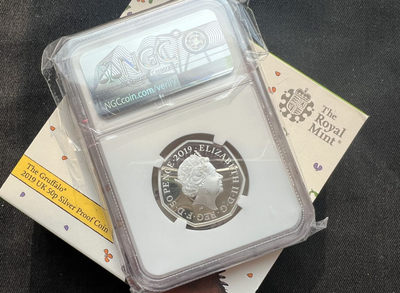 NGC
NGCcoin.com/verify
The
Royal
Mint®
50 PENCE·2019·ELIZABETH II·D·G·REG·F·D·
The Gruffalo®
2019 UK 50p Silver Proof Coin